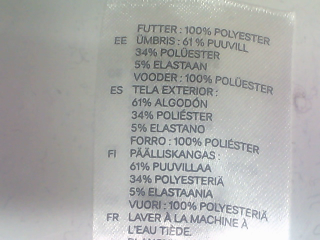 FUTTER : 100% POLYESTER
EE ÜMBRIS : 61 % PUUVILL
34% POLÜESTER
5% ELASTAAN
VOODER : 100% POLÜESTER
ES TELA EXTERIOR :
61% ALGODÓN
34% POLIÉSTER
5% ELASTANO
FORRO : 100% POLIÉSTER
FI PÄÄLLISKANGAS :
61% PUUVILLAA
34% POLYESTERIÄ
5% ELASTAANIA
VUORI : 100% POLYESTERIÄ
FR LAVER À LA MACHINE À
L'EAU TIÈDE.